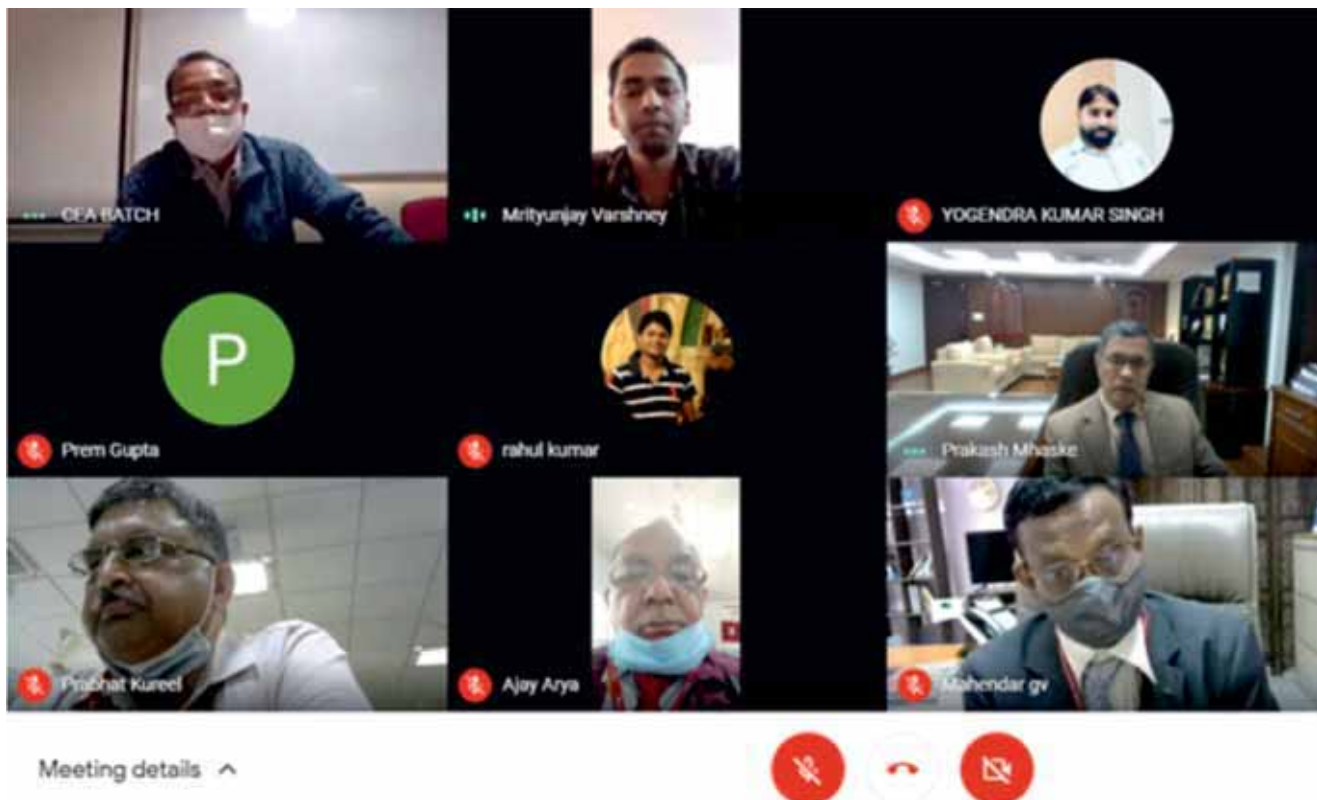 CEA BATCH
Mrityunjay Varshney
YOGENDRA KUMAR SINGH
P
Prem Gupta
rahul kumar
Prakash Mhaske
Prabhat Kureel
Ajay Arya
Mahendar gv
Meeting details